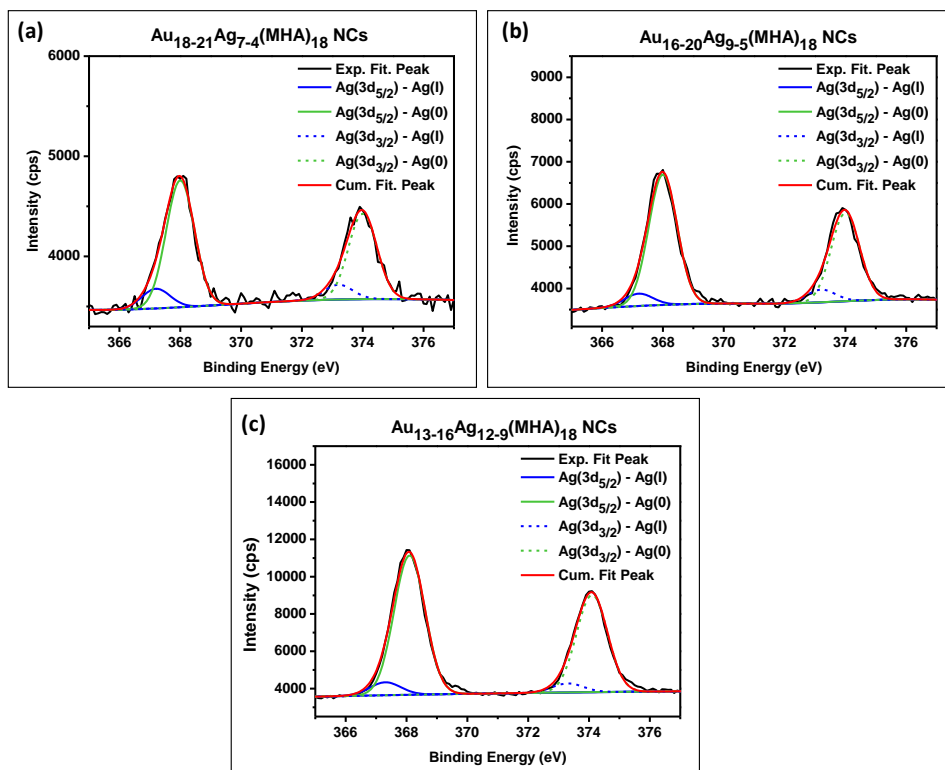 (a)
Au18-21Ag7-4(MHA)18 NCs
6000
5000
4000
Intensity (cps)
Exp. Fit. Peak
Ag(3d5/2) - Ag(I)
Ag(3d5/2) - Ag(0)
Ag(3d3/2) - Ag(I)
Ag(3d3/2) - Ag(0)
Cum. Fit. Peak
366 368 370 372 374 376
Binding Energy (eV)
(b)
Au16-20Ag9-5(MHA)18 NCs
9000
8000
7000
6000
5000
4000
3000
Intensity (cps)
Exp. Fit. Peak
Ag(3d5/2) - Ag(I)
Ag(3d5/2) - Ag(0)
Ag(3d3/2) - Ag(I)
Ag(3d3/2) - Ag(0)
Cum. Fit. Peak
366 368 370 372 374 376
Binding Energy (eV)
(c)
Au13-16Ag12-9(MHA)18 NCs
16000
14000
12000
10000
8000
6000
4000
Intensity (cps)
Exp. Fit Peak
Ag(3d5/2) - Ag(I)
Ag(3d5/2) - Ag(0)
Ag(3d3/2) - Ag(I)
Ag(3d3/2) - Ag(0)
Cum. Fit Peak
366 368 370 372 374 376
Binding Energy (eV)